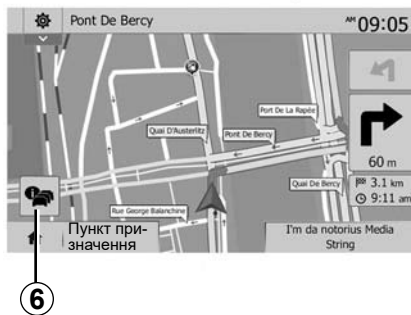 Pont De Bercy
AM 09:05
Port De La Rapée
Quai D'Austerlitz
Pont De Bercy
60 m
Quai De Bercy
3.1 km
9:11 am
Rue George Balanchine
Пункт при-
значення
I'm da notorius Media
String
6